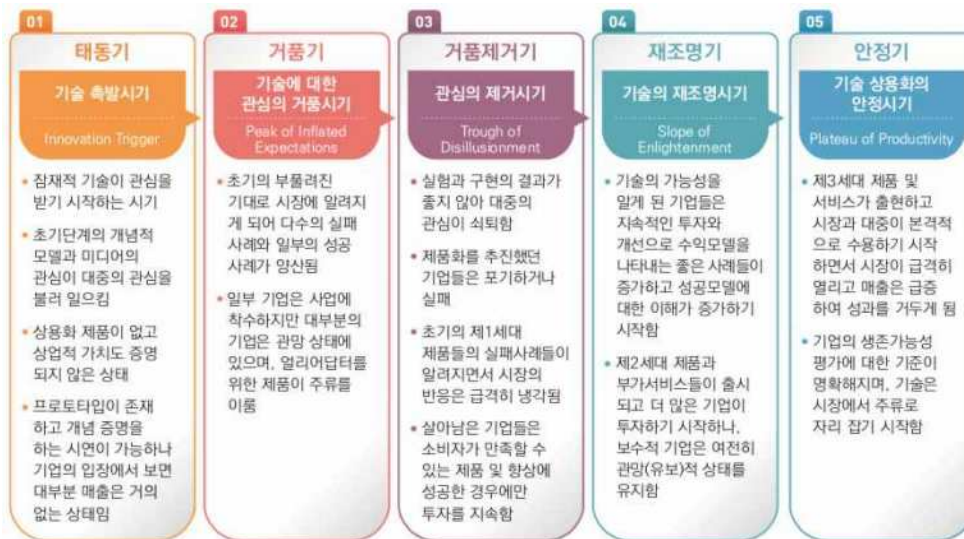 01
태동기
기술 촉발시기
Innovation Trigger
• 잠재적 기술이 관심을
받기 시작하는 시기
• 초기단계의 개념적
모델과 미디어의
관심이 대중의 관심을
불러 일으킴
• 상용화 제품이 없고
상업적 가치도 증명
되지 않은 상태
• 프로토타입이 존재
하고 개념 증명을
하는 시연이 가능하나
기업의 입장에서 보면
대부분 매출은 거의
없는 상태임
02
거품기
기술에 대한
관심의 거품시기
Peak of Inflated
Expectations
• 초기의 부풀려진
기대로 시장에 알려지
게 되어 다수의 실패
사례와 일부의 성공
사례가 양산됨
• 일부 기업은 사업에
착수하지만 대부분의
기업은 관망 상태에
있으며, 얼리어답터를
위한 제품이 주류를
이룸
03
거품제거기
관심의 제거시기
Trough of
Disillusionment
• 실험과 구현의 결과가
좋지 않아 대중의
관심이 쇠퇴함
• 제품화를 추진했던
기업들은 포기하거나
실패
• 초기의 제1세대
제품들의 실패사례들이
알려지면서 시장의
반응은 급격히 냉각됨
• 살아남은 기업들은
소비자가 만족할 수
있는 제품 및 향상에
성공한 경우에만
투자를 지속함
04
재조명기
기술의 재조명시기
Slope of
Enlightenment
• 기술의 가능성을
알게 된 기업들은
지속적인 투자와
개선으로 수익모델을
나타내는 좋은 사례들이
증가하고 성공모델에
대한 이해가 증가하기
시작함
• 제2세대 제품과
부가서비스들이 출시
되고 더 많은 기업이
투자하기 시작하나,
보수적 기업은 여전히
관망(유보)적 상태를
유지함
05
안정기
기술 상용화의
안정시기
Plateau of Productivity
• 제3세대 제품 및
서비스가 출현하고
시장과 대중이 본격적
으로 수용하기 시작
하면서 시장이 급격히
열리고 매출은 급증
하여 성과를 거두게 됨
• 기업의 생존가능성
평가에 대한 기준이
명확해지며, 기술은
시장에서 주류로
자리 잡기 시작함